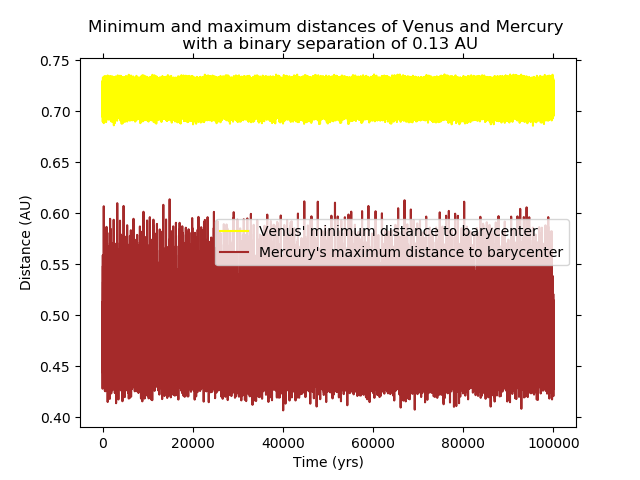 Minimum and maximum distances of Venus and Mercury
with a binary separation of 0.13 AU
0.75
0.70
0.65
0.60
0.55
0.50
0.45
0.40
Distance (AU)
Venus' minimum distance to barycenter
Mercury's maximum distance to barycenter
0 20000 40000 60000 80000 100000
Time (yrs)